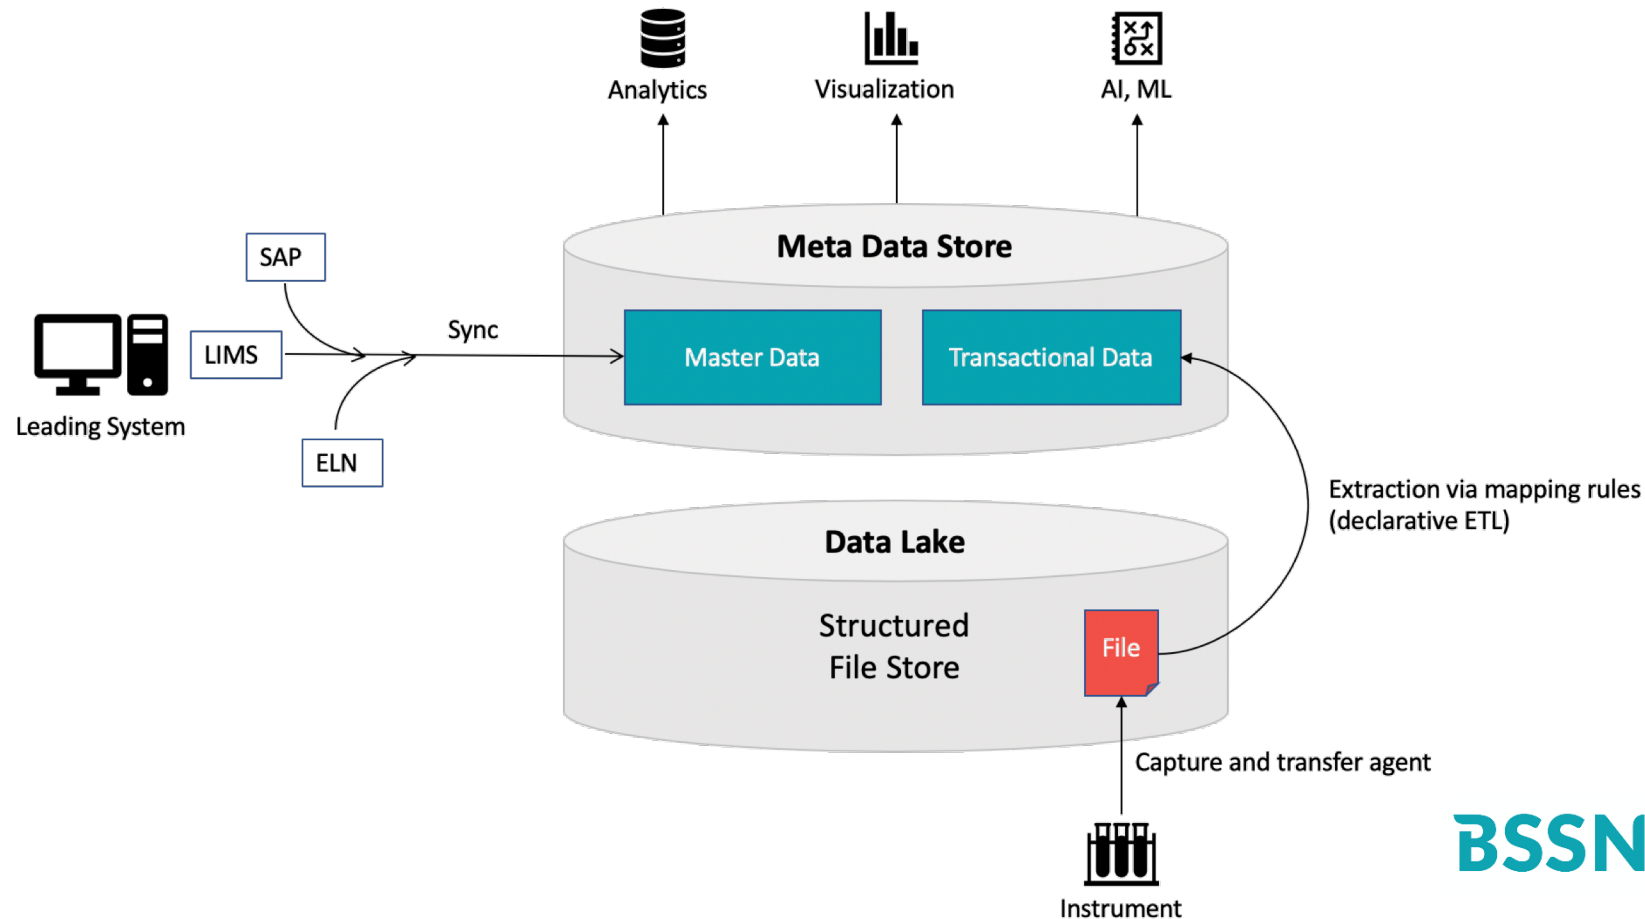 Analytics
Visualization
AI, ML
Meta Data Store
SAP
Sync
LIMS
Master Data
Transactional Data
Leading System
ELN
Extraction via mapping rules
(declarative ETL)
Data Lake
Structured
File Store
File
Capture and transfer agent
BSSN
Instrument